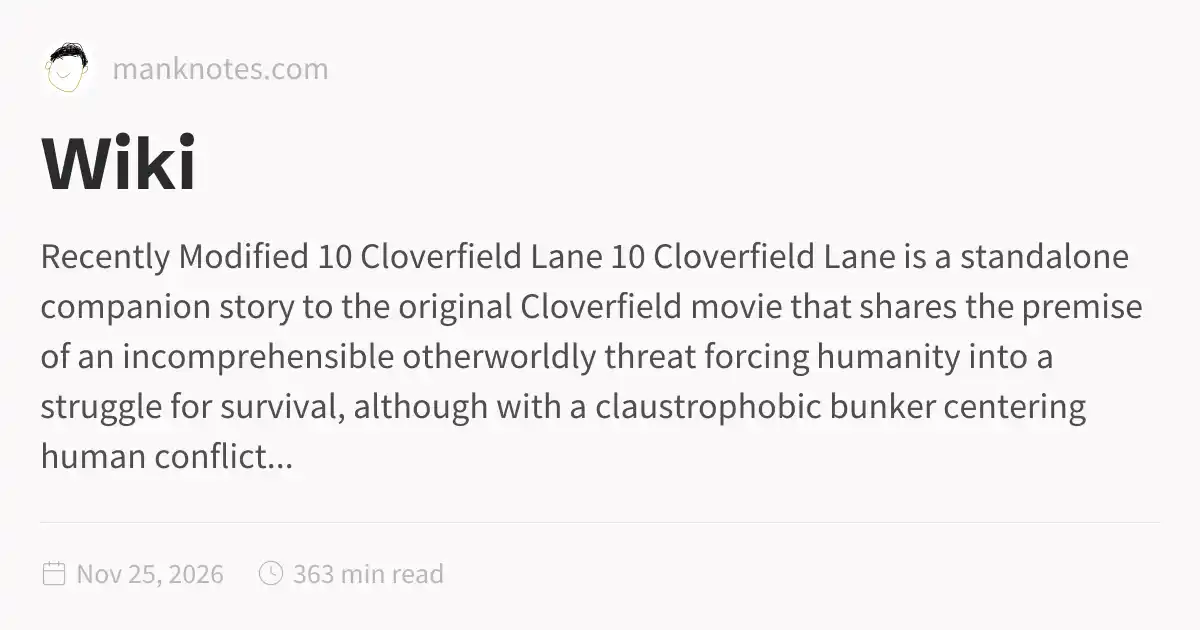 manknotes.com
Wiki
Recently Modified 10 Cloverfield Lane 10 Cloverfield Lane is a standalone
companion story to the original Cloverfield movie that shares the premise
of an incomprehensible otherworldly threat forcing humanity into a
struggle for survival, although with a claustrophobic bunker centering
human conflict...
Nov 25, 2026 363 min read